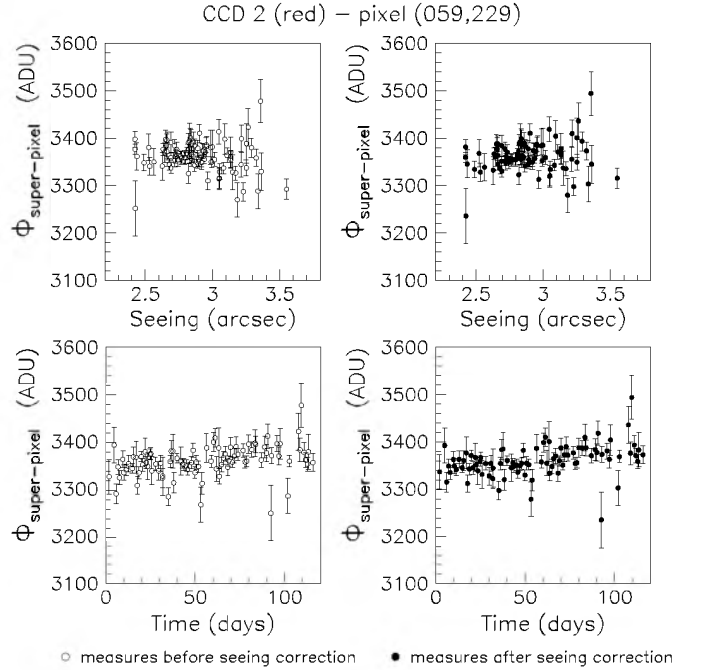 CCD 2 (red) – pixel (059,229)
Φsuper–pixel (ADU)
3600
3500
3400
3300
3200
3100
2.5 3 3.5
Seeing (arcsec)
Φsuper–pixel (ADU)
3600
3500
3400
3300
3200
3100
2.5 3 3.5
Seeing (arcsec)
Φsuper–pixel (ADU)
3600
3500
3400
3300
3200
3100
0 50 100
Time (days)
Φsuper–pixel (ADU)
3600
3500
3400
3300
3200
3100
0 50 100
Time (days)
○ measures before seeing correction ● measures after seeing correction